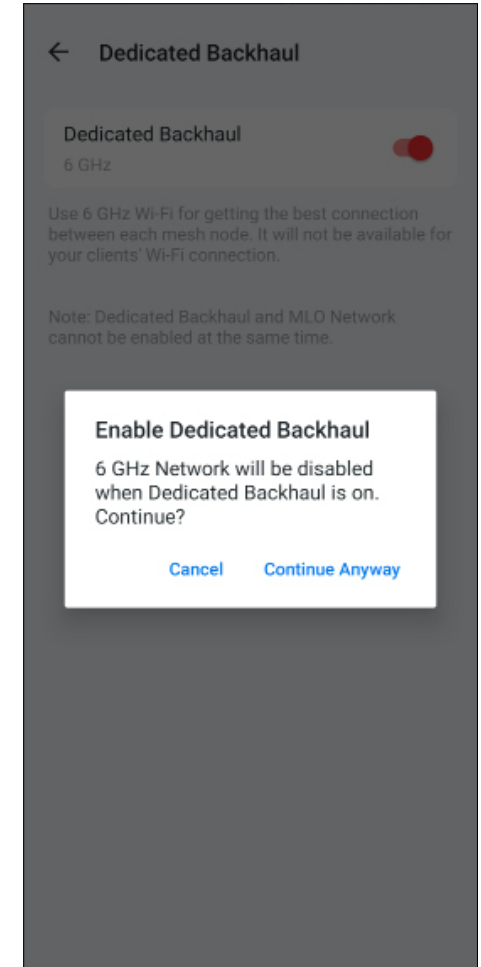 Dedicated Backhaul
Dedicated Backhaul
6 GHz
Use 6 GHz Wi-Fi for getting the best connection
between each mesh node. It will not be available for
your clients' Wi-Fi connection.
Note: Dedicated Backhaul and MLO Network
cannot be enabled at the same time.
Enable Dedicated Backhaul
6 GHz Network will be disabled
when Dedicated Backhaul is on.
Continue?
Cancel Continue Anyway